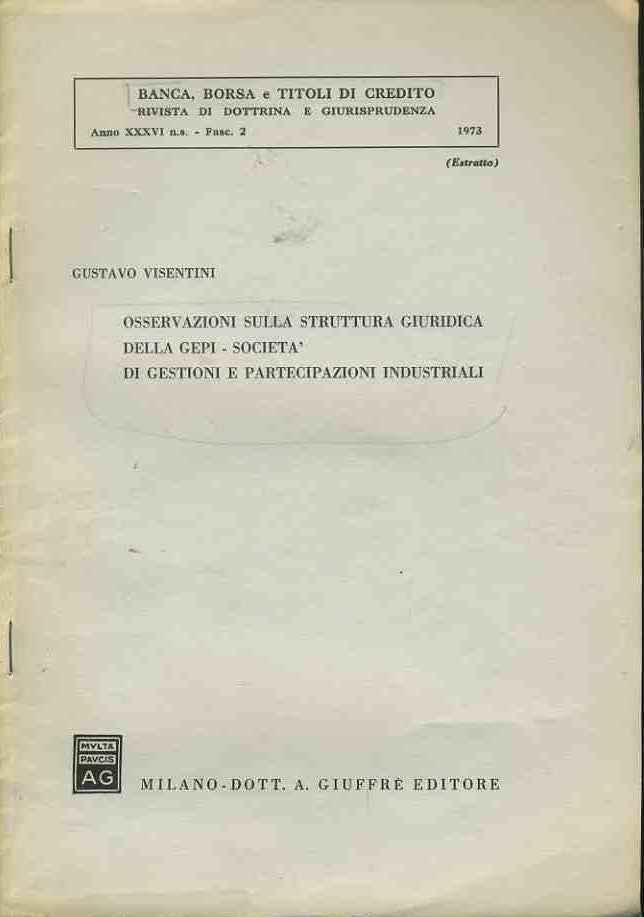 BANCA, BORSA e TITOLI DI CREDITO
RIVISTA DI DOTTRINA E GIURISPRUDENZA
Anno XXXVI n.s. - Fasc. 2 1973
(Estratto)
GUSTAVO VISENTINI
OSSERVAZIONI SULLA STRUTTURA GIURIDICA
DELLA GEPI - SOCIETA'
DI GESTIONI E PARTECIPAZIONI INDUSTRIALI
MVLTA
PAVCIS
AG
MILANO - DOTT. A. GIUFFRÈ EDITORE